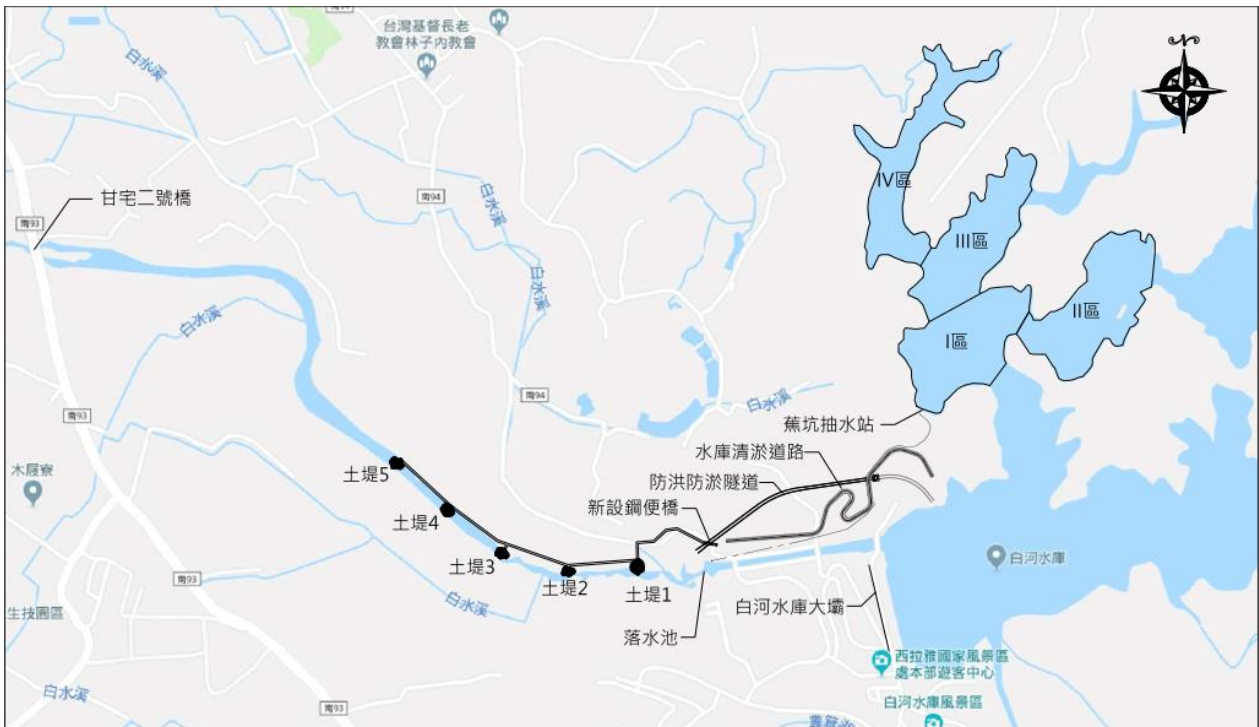 台灣基督長老
教會林子內教會
白水溪
甘宅二號橋
南93
南94
白水溪
IV區
III區
II區
I區
白水溪
白水溪
南94
白水溪
蕉坑抽水站
水庫清淤道路
防洪防淤隧道
新設鋼便橋
南93
木屐寮
土堤5
土堤4
土堤3
土堤2
土堤1
落水池
白河水庫
白河水庫大壩
南93
白水溪
生技園區
西拉雅國家風景區
處本部遊客中心
白河水庫風景區
白水溪
南93